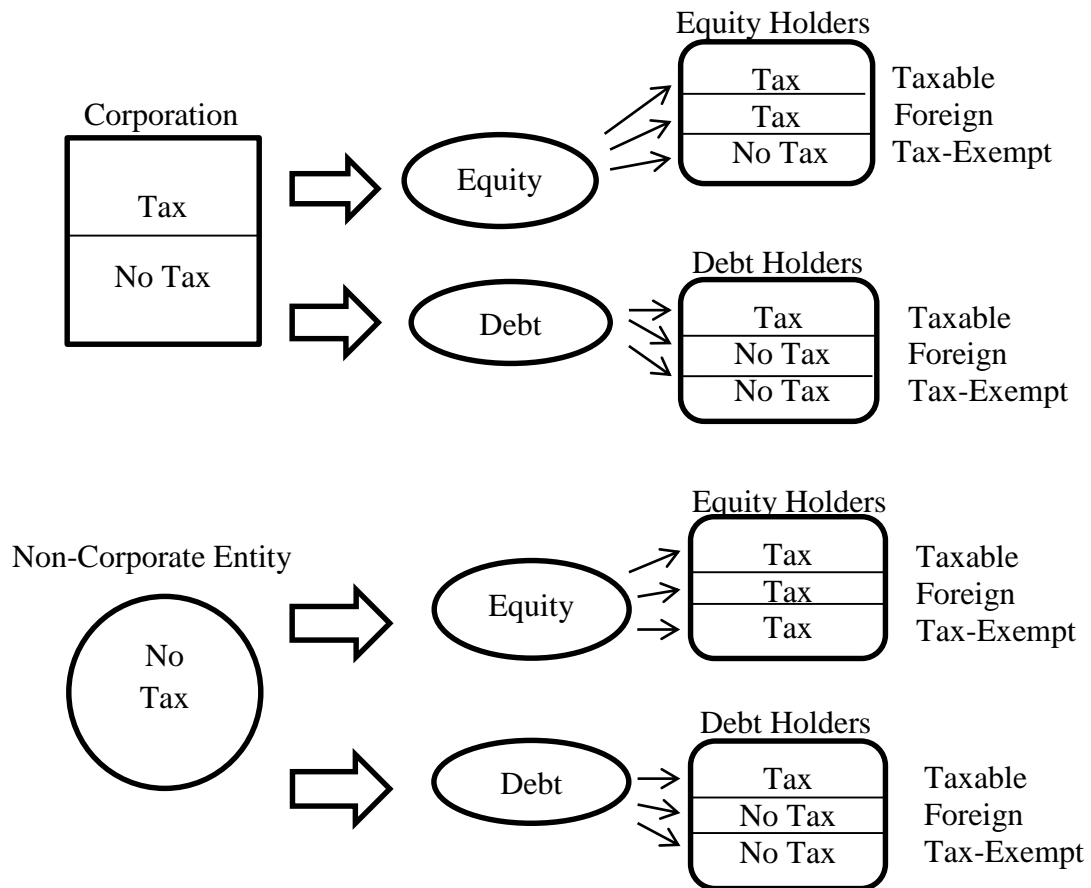 Equity Holders
Tax Taxable
Corporation
Tax Foreign
Equity
No Tax Tax-Exempt
Tax
No Tax
Debt Holders
Debt
Tax Taxable
No Tax Foreign
No Tax Tax-Exempt
Equity Holders
Non-Corporate Entity
Tax Taxable
Equity
Tax Foreign
Tax Tax-Exempt
No
Tax
Debt Holders
Debt
Tax Taxable
No Tax Foreign
No Tax Tax-Exempt